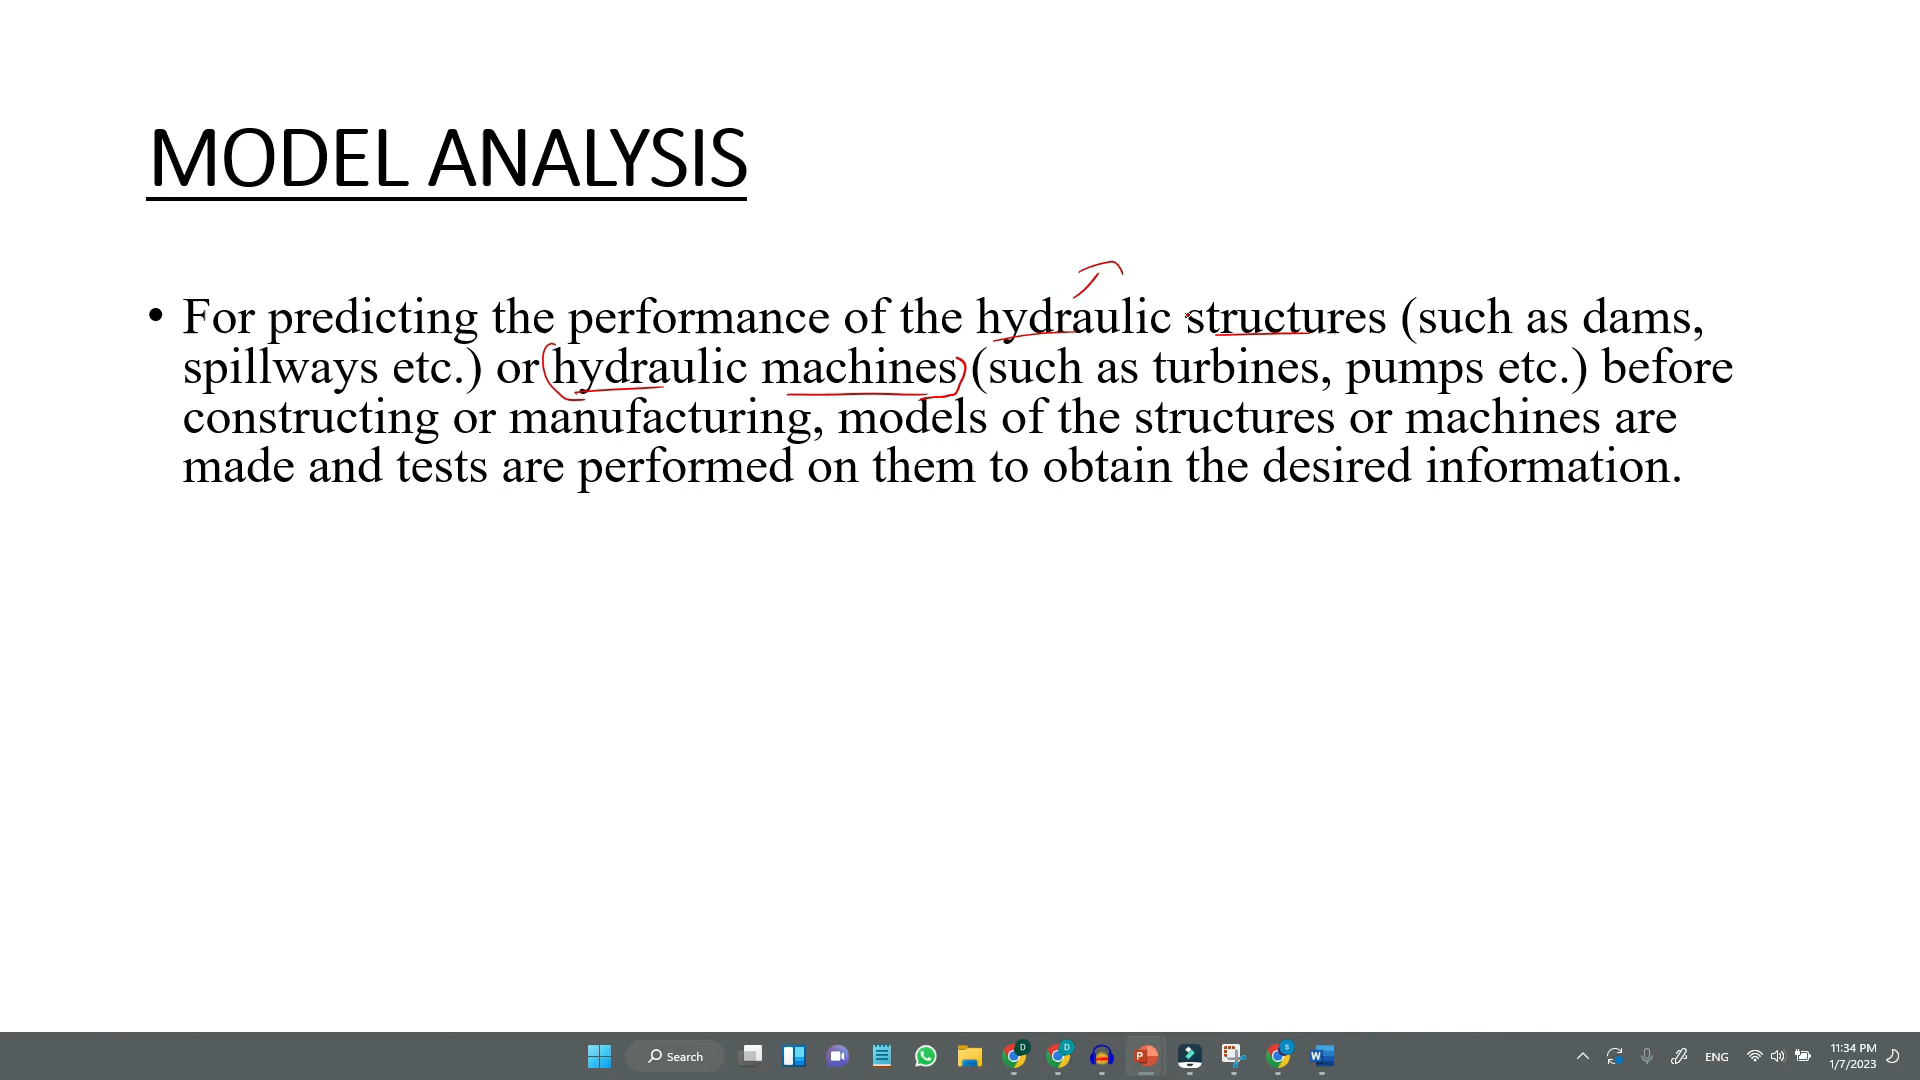 MODEL ANALYSIS
• For predicting the performance of the hydraulic structures (such as dams,
spillways etc.) or hydraulic machines (such as turbines, pumps etc.) before
constructing or manufacturing, models of the structures or machines are
made and tests are performed on them to obtain the desired information.
Search
ENG
11:34 PM
1/7/2023